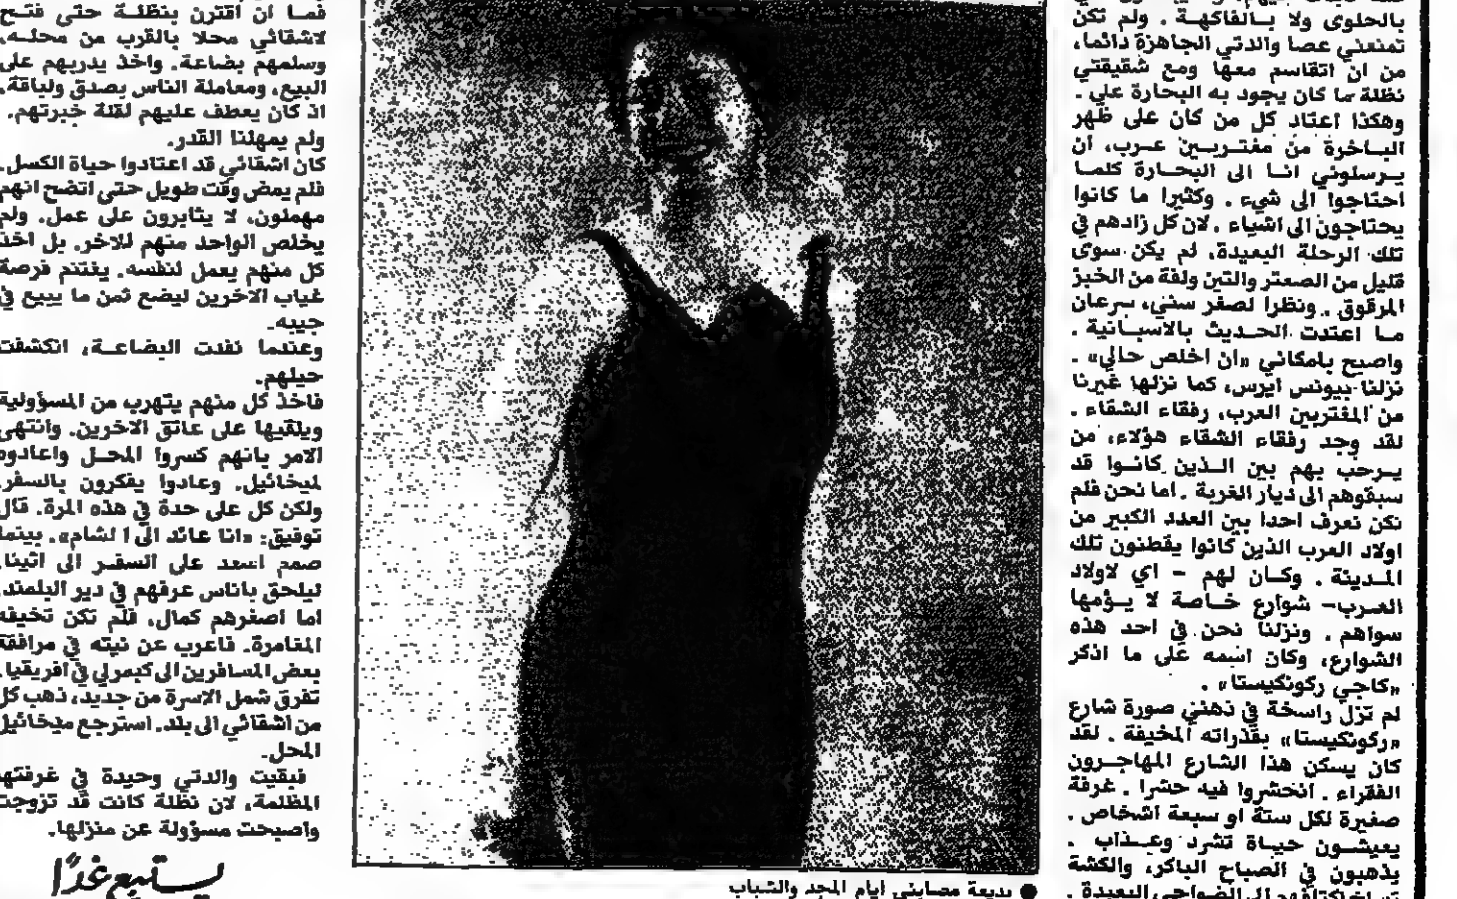 بالحلوى ولا بالفاكهة . ولم تكن
تمنعني عصا والدتي الجاهزة دائما،
من ان اتقاسم معها ومع شقيقتي
نظلة ما كان يجود به البحارة علي .
وهكذا اعتاد كل من كان على ظهر
الباخرة من مغتربين عرب، ان
يرسلوني انا الى البحارة كلما
احتاجوا الى شيء . وكثيرا ما كانوا
يحتاجون الى اشياء . لان كل زادهم في
تلك الرحلة البعيدة، لم يكن سوى
قليل من الصعتر والتين ولفة من الخبز
المرقوق . ونظرا لصغر سني، سرعان
ما اعتدت الحديث بالاسبانية .
واصبح بامكاني «ان اخلص حالي» .
نزلنا بيونس ايرس، كما نزلها غيرنا
من المغتربين العرب، رفقاء الشقاء .
لقد وجد رفقاء الشقاء هؤلاء، من
يرحب بهم بين الذين كانوا قد
سبقوهم الى ديار الغربة . اما نحن فلم
نكن نعرف احدا بين العدد الكبير من
اولاد العرب الذين كانوا يقطنون تلك
المدينة . وكان لهم - اي لاولاد
العرب- شوارع خاصة لا يؤمها
سواهم . ونزلنا نحن في احد هذه
الشوارع، وكان اسمه على ما اذكر
«كاجي ركونكيستا» .
لم تزل راسخة في ذهني صورة شارع
«ركونكيستا» بقذراته المخيفة . لقد
كان يسكن هذا الشارع المهاجرون
الفقراء . انحشروا فيه حشرا . غرفة
صغيرة لكل ستة او سبعة اشخاص .
يعيشون حياة تشرد وعذاب .
يذهبون في الصباح الباكر، والكشة
الضواحي البعيدة .
● بديعة مصابني ايام المجد والشباب
فما ان اقترن بنظلة حتى فتح
لاشقائي محلا بالقرب من محله،
وسلمهم بضاعة. واخذ يدربهم على
البيع، ومعاملة الناس بصدق ولباقة،
اذ كان يعطف عليهم لقلة خبرتهم.
ولم يمهلنا القدر.
كان اشقائي قد اعتادوا حياة الكسل.
فلم يمض وقت طويل حتى اتضح انهم
مهملون، لا يثابرون على عمل. ولم
يخلص الواحد منهم للاخر. بل اخذ
كل منهم يعمل لنفسه. يغتنم فرصة
غياب الاخرين ليضع ثمن ما يبيع في
جيبه.
وعندما نفدت البضاعة، انكشفت
حيلهم.
فاخذ كل منهم يتهرب من المسؤولية
ويلقيها على عاتق الاخرين. وانتهى
الامر بانهم كسروا المحل واعادوه
لميخائيل. وعادوا يفكرون بالسفر.
ولكن كل على حدة في هذه المرة. قال
توفيق: «انا عائد الى ا لشام». بينما
صمم اسعد على السفر الى اثينا،
ليلحق باناس عرفهم في دير البلمند.
اما اصغرهم كمال، فلم تكن تخيفه
المغامرة. فاعرب عن نيته في مرافقة
بعض المسافرين الى كيمرلي في افريقيا.
تفرق شمل الاسرة من جديد، ذهب كل
من اشقائي الى بلد. استرجع ميخائيل
المحل.
فبقيت والدتي وحيدة في غرفتها
المظلمة، لان نظلة كانت قد تزوجت
واصبحت مسؤولة عن منزلها.
يستبع غدًا